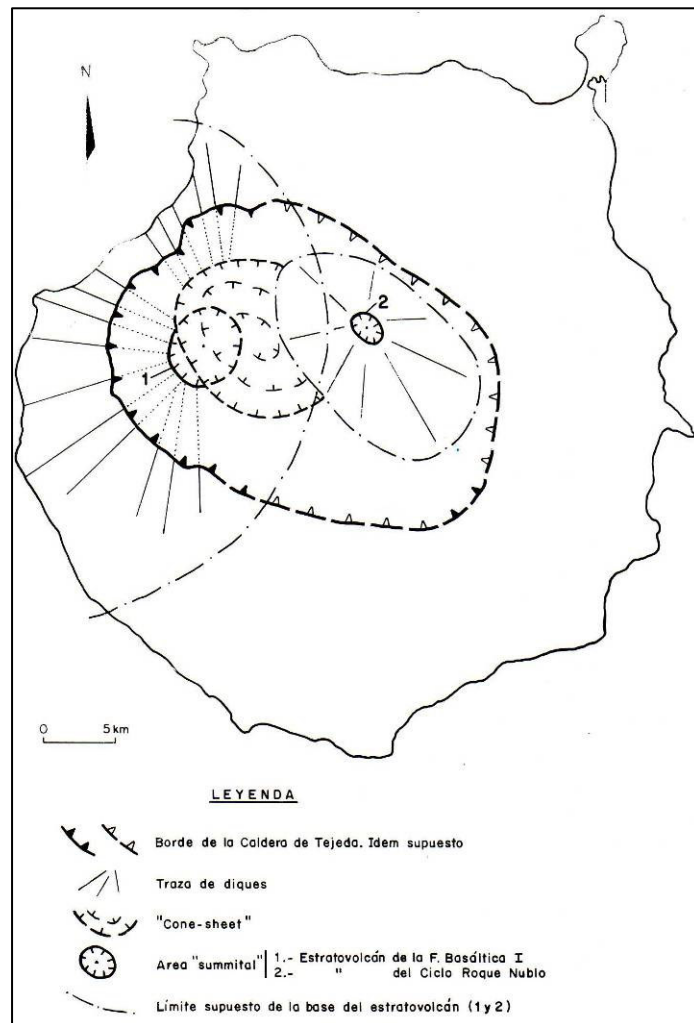 N
2
1
0 5 km
LEYENDA
Borde de la Caldera de Tejeda. Idem supuesto
Traza de diques
"Cone-sheet"
Area "summital" 1.- Estratovolcán de la F. Basáltica I
2.- " del Ciclo Roque Nublo
Límite supuesto de la base del estratovolcán (1 y 2)